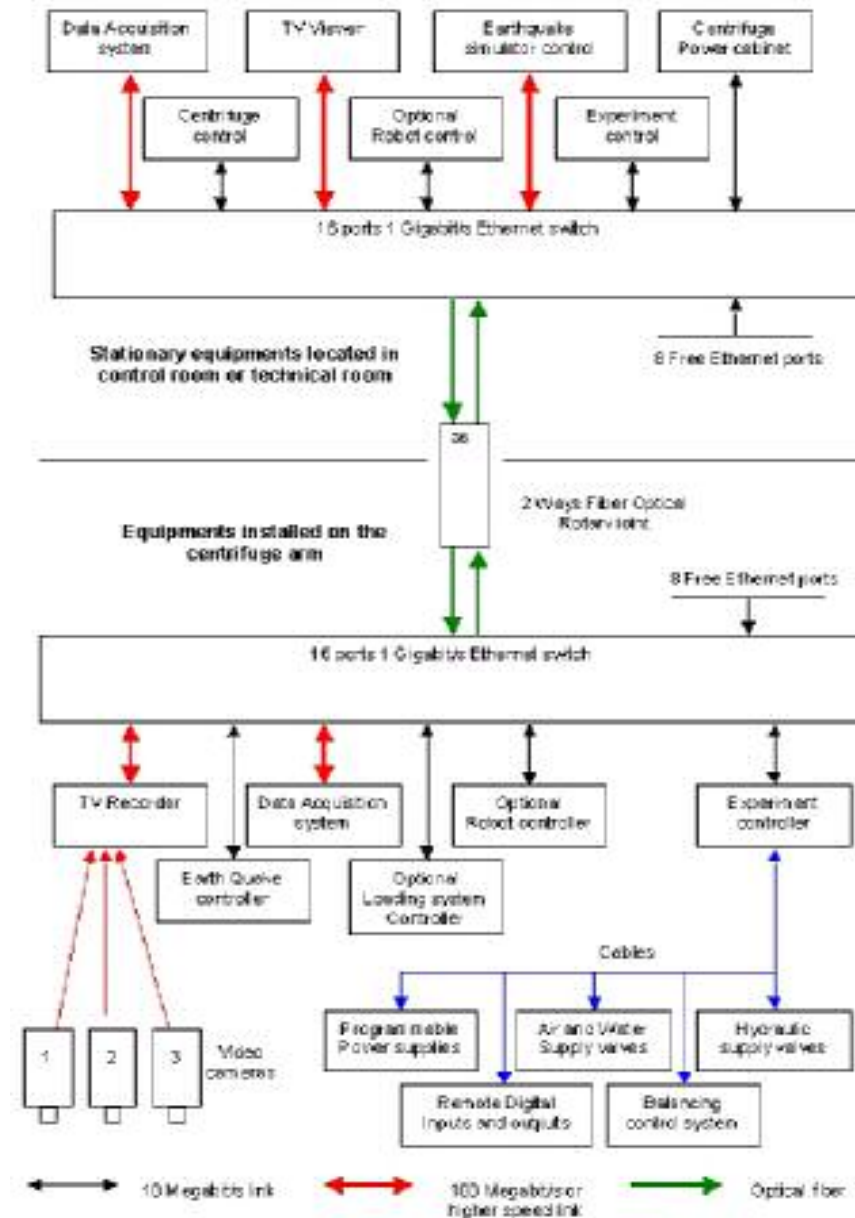 Data Acquisition
system
TV Viewer
Earthquake
simulator control
Centrifuge
Power cabinet
Centrifuge
control
Optional
Robot control
Experiment
control
16 ports 1 Gigabit/s Ethernet switch
Stationary equipments located in
control room or technical room
8 Free Ethernet ports
36
2 Ways Fiber Optical
Rotary joint
Equipments installed on the
centrifuge arm
8 Free Ethernet ports
16 ports 1 Gigabit/s Ethernet switch
TV Recorder
Data Acquisition
system
Optional
Robot controller
Experiment
controller
Earth Quake
controller
Optional
Loading system
Controller
Cables
1
2
3
Video
cameras
Programmable
Power supplies
Air and Water
Supply valves
Hydraulic
supply valves
Remote Digital
Inputs and outputs
Balancing
control system
10 Megabit/s link
100 Megabit/s or
higher speed link
Optical fiber